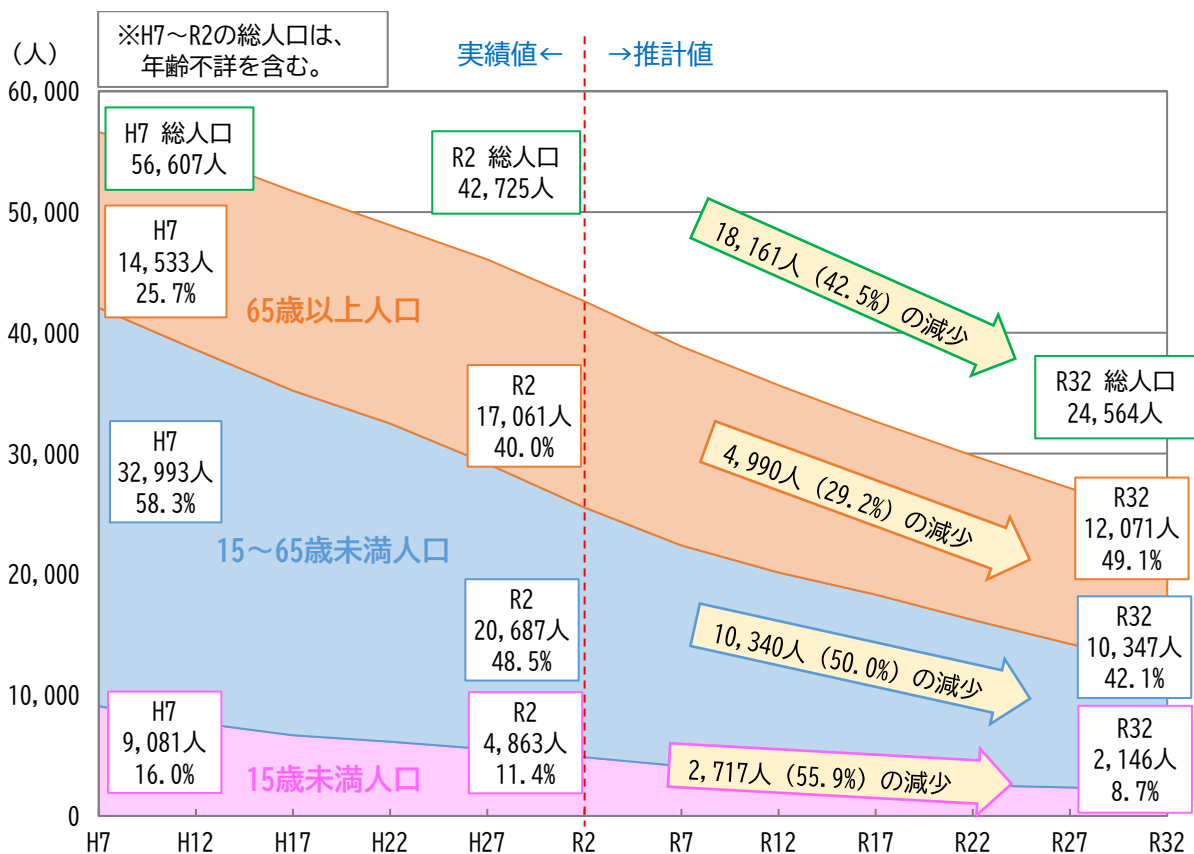 ※H7～R2の総人口は、
年齢不詳を含む。
実績値← →推計値
（人）
60,000
50,000
40,000
30,000
20,000
10,000
0
H7 総人口
56,607人
R2 総人口
42,725人
18,161人（42.5%）の減少
R32 総人口
24,564人
H7
14,533人
25.7%
65歳以上人口
R2
17,061人
40.0%
4,990人（29.2%）の減少
R32
12,071人
49.1%
H7
32,993人
58.3%
15～65歳未満人口
R2
20,687人
48.5%
10,340人（50.0%）の減少
R32
10,347人
42.1%
H7
9,081人
16.0%
15歳未満人口
R2
4,863人
11.4%
2,717人（55.9%）の減少
R32
2,146人
8.7%
H7 H12 H17 H22 H27 R2 R7 R12 R17 R22 R27 R32